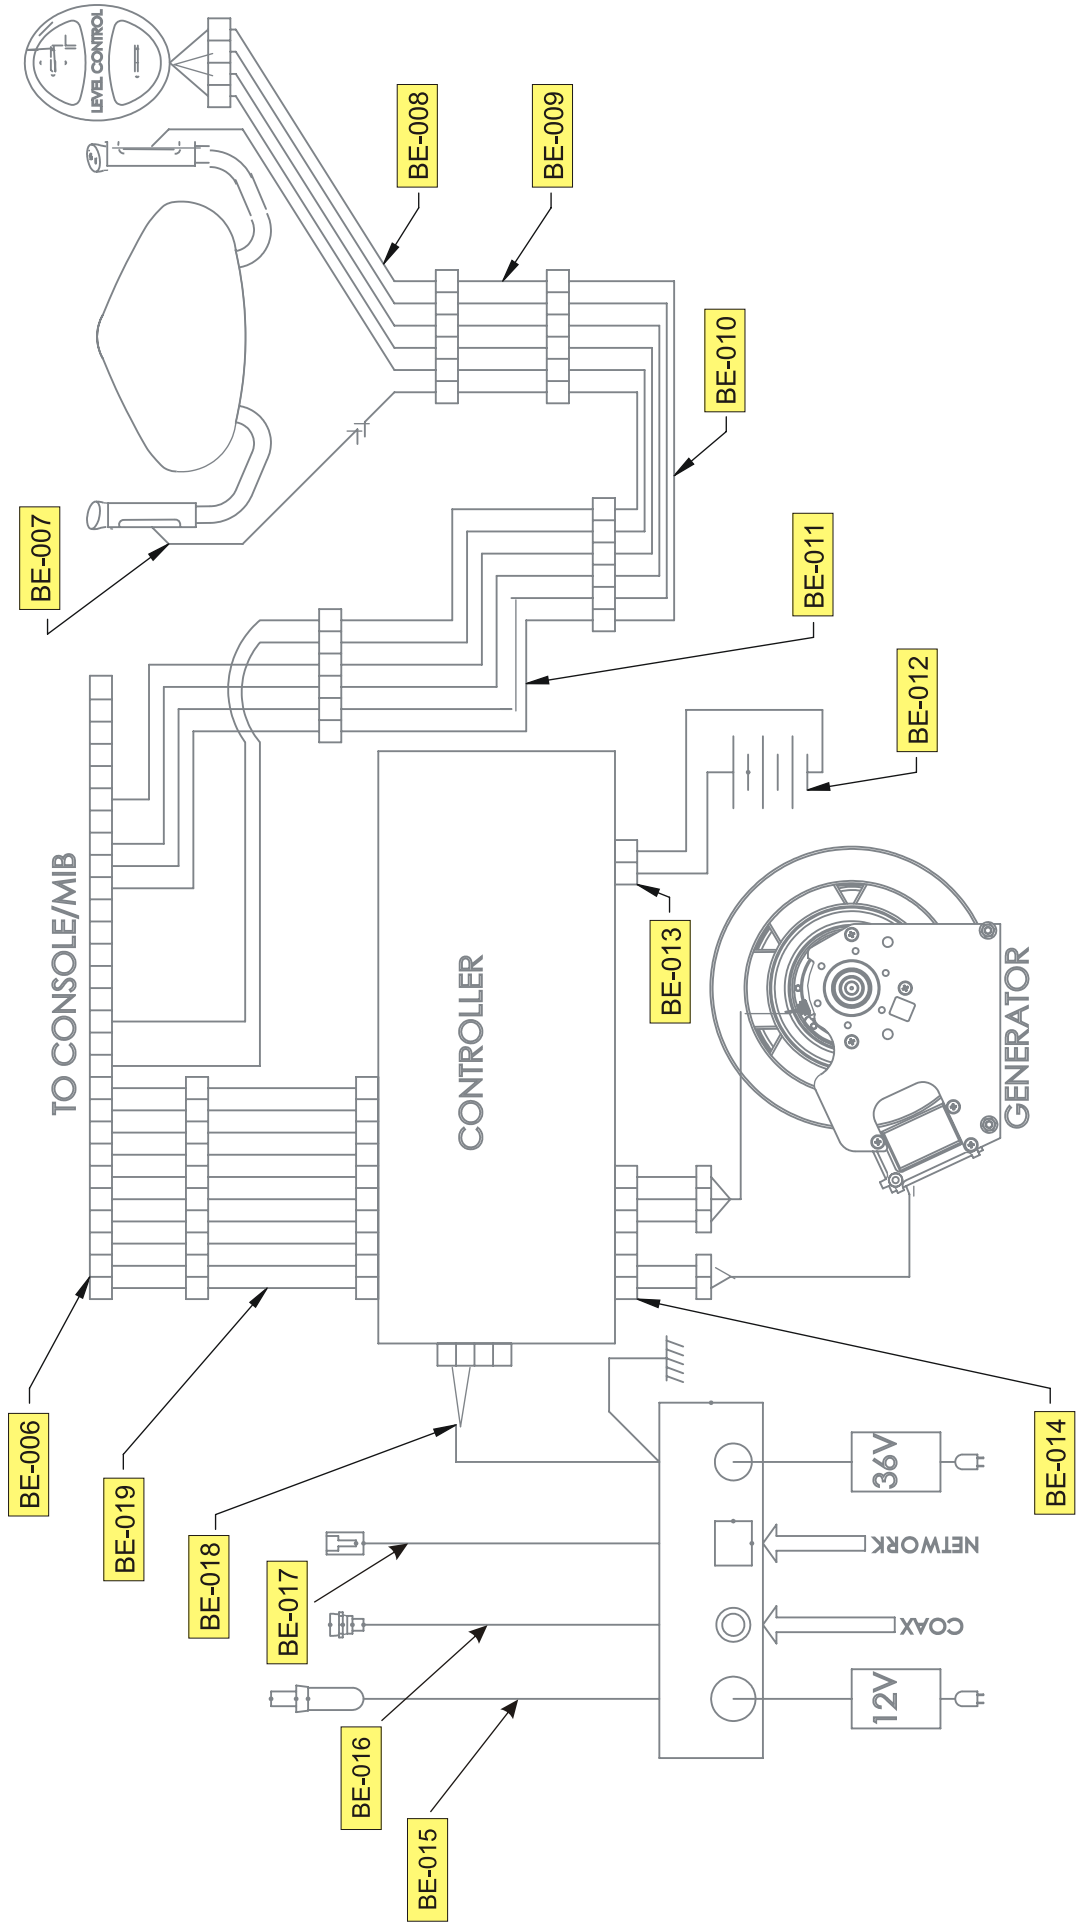 LEVEL CONTROL
BE-008
BE-009
BE-007
BE-010
BE-011
BE-012
TO CONSOLE/MIB
BE-013
CONTROLLER
GENERATOR
BE-006
BE-019
BE-018
BE-017
BE-016
BE-015
BE-014
36V
NETWORK
COAX
12V